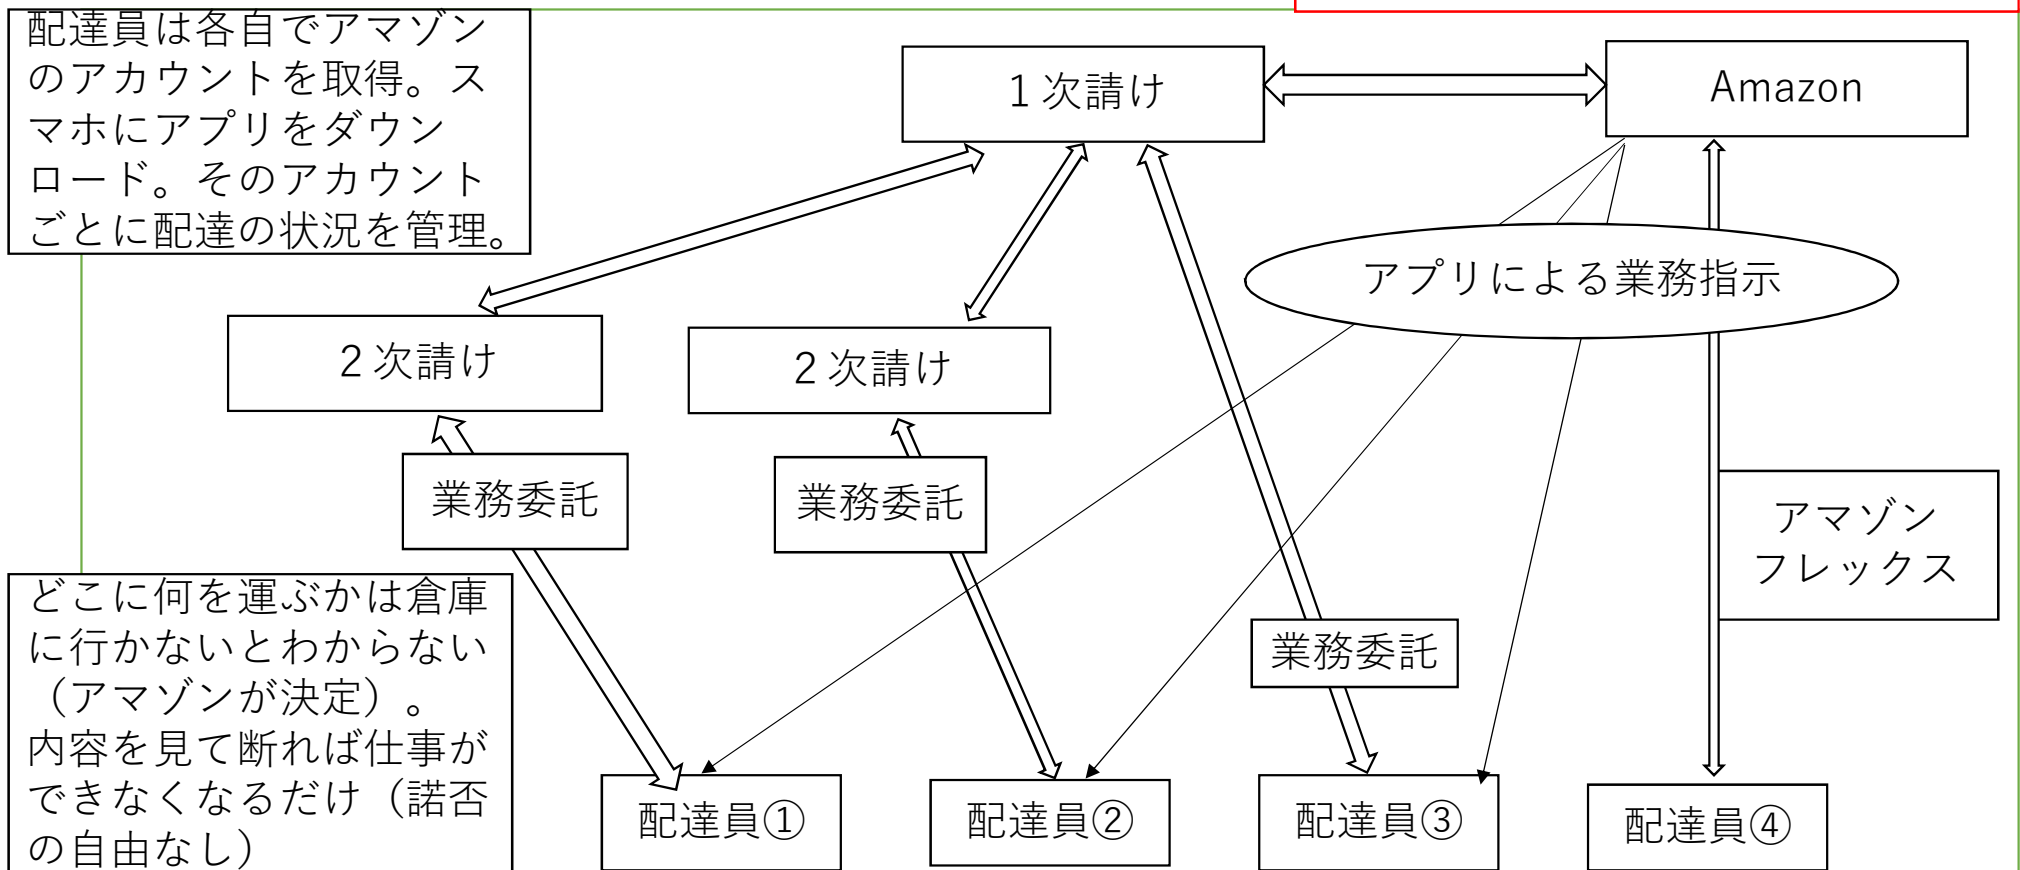 配達員は各自でアマゾン
のアカウントを取得。ス
マホにアプリをダウン
ロード。そのアカウント
ごとに配達の状況を管理。
１次請け
Amazon
アプリによる業務指示
２次請け
２次請け
業務委託
業務委託
アマゾン
フレックス
どこに何を運ぶかは倉庫
に行かないとわからない
（アマゾンが決定）。
内容を見て断れば仕事が
できなくなるだけ（諾否
の自由なし）
業務委託
配達員①
配達員②
配達員③
配達員④